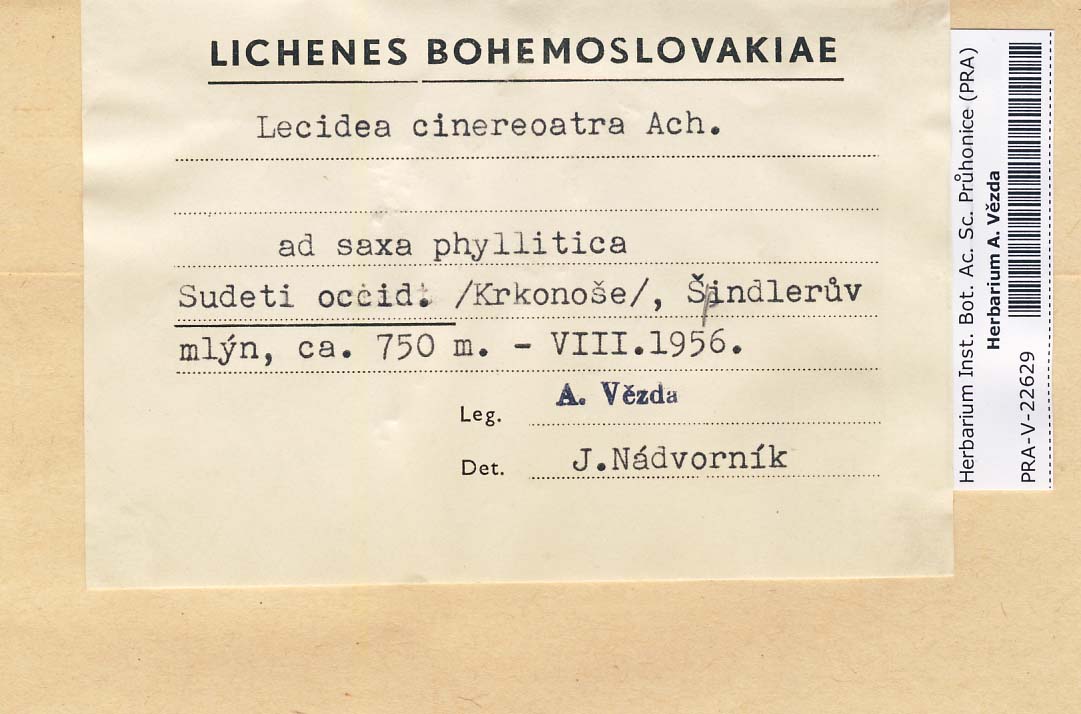 LICHENES BOHEMOSLOVAKIAE
Lecidea cinereoatra Ach.
ad saxa phyllitica
Sudeti occid. /Krkonoše/, Špindlerův
mlýn, ca. 750 m. - VIII.1956.
Leg. A. Vězda
Det. J.Nádvorník
Herbarium Inst. Bot. Ac. Sc. Průhonice (PRA)
Herbarium A. Vězda
PRA-V-22629